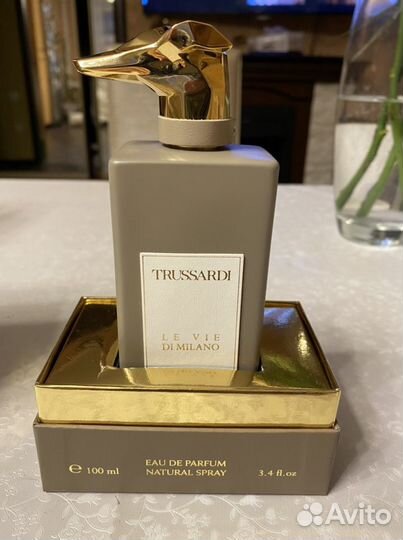 TRUSSARDI
LE VIE
DI MILANO
e 100 ml
EAU DE PARFUM
NATURAL SPRAY
3.4 fl.oz
Avito